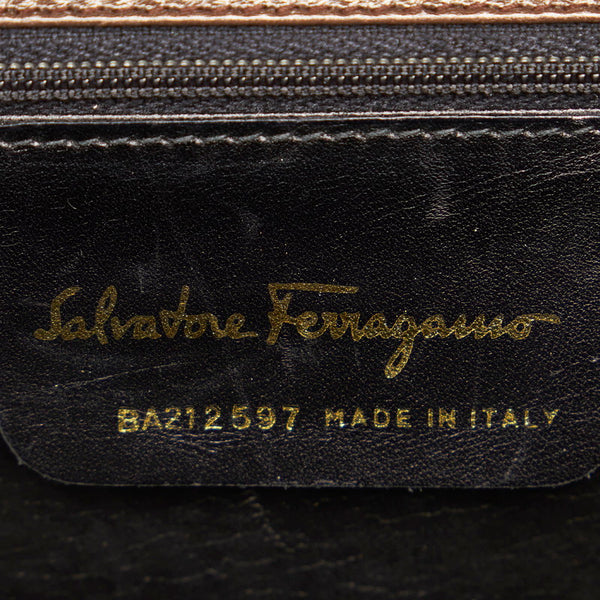 Salvatore Ferragamo
BA212597 MADE IN ITALY